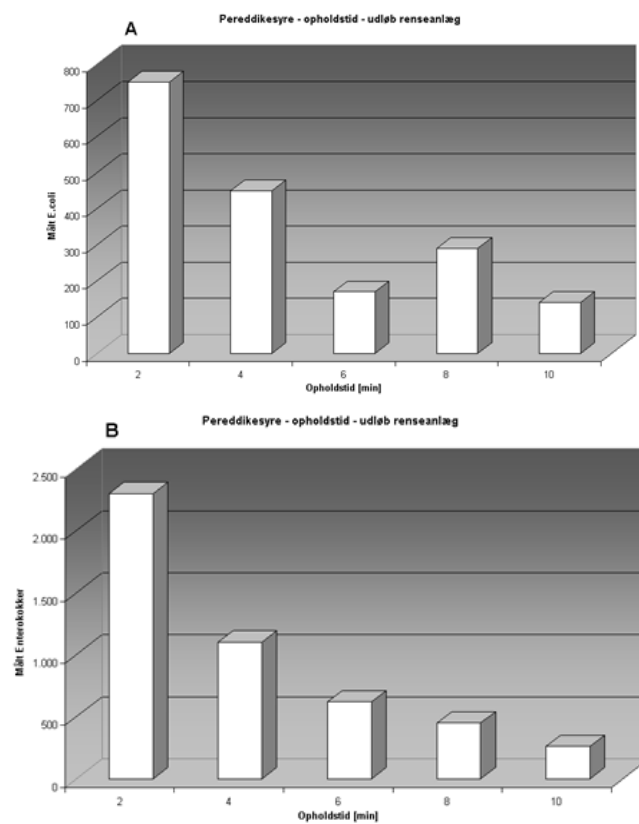 A
Pereddikesyre - opholdstid - udløb renseanlæg
800
700
600
500
400
300
200
100
0
Målt E.coli
2 4 6 8 10
Opholdstid [min]
B
Pereddikesyre - opholdstid - udløb renseanlæg
2.500
2.000
1.500
1.000
500
0
Målt Enterokokker
2 4 6 8 10
Opholdstid [min]